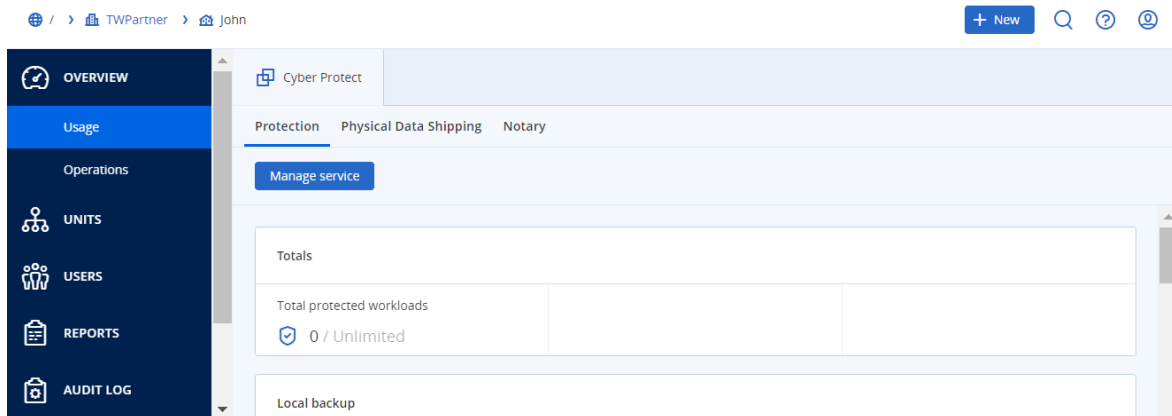 / > TWPartner > John
+ New
OVERVIEW
Usage
Operations
UNITS
USERS
REPORTS
AUDIT LOG
Cyber Protect
Protection Physical Data Shipping Notary
Manage service
Totals
Total protected workloads
0 / Unlimited
Local backup